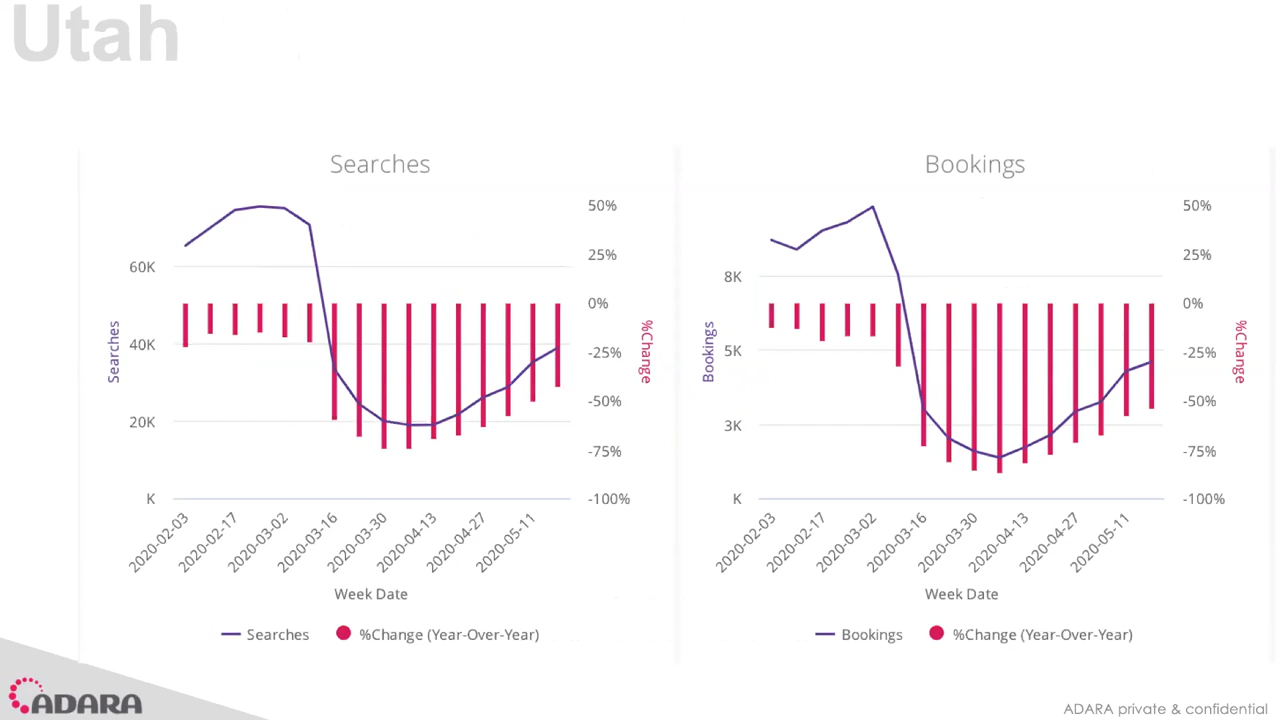 Utah
Searches
50%
25%
60K
0%
Searches
40K
-25%
%Change
-50%
20K
-75%
K
-100%
2020-02-03
2020-02-17
2020-03-02
2020-03-16
2020-03-30
2020-04-13
2020-04-27
2020-05-11
Week Date
Searches
%Change (Year-Over-Year)
Bookings
50%
25%
8K
0%
Bookings
5K
-25%
%Change
-50%
3K
-75%
K
-100%
2020-02-03
2020-02-17
2020-03-02
2020-03-16
2020-03-30
2020-04-13
2020-04-27
2020-05-11
Week Date
Bookings
%Change (Year-Over-Year)
ADARA
ADARA private & confidential